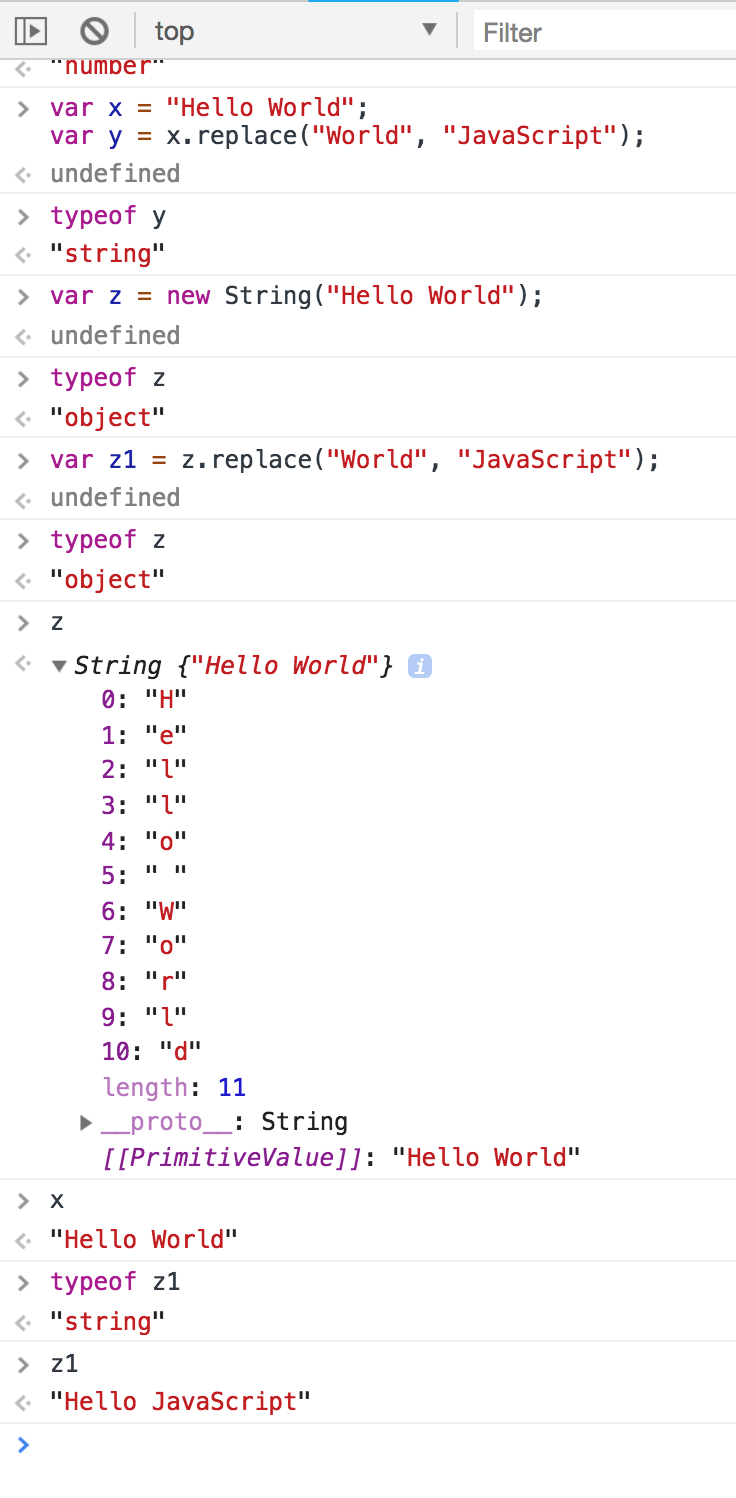 top
Filter
"number"
var x = "Hello World";
var y = x.replace("World", "JavaScript");
undefined
typeof y
"string"
var z = new String("Hello World");
undefined
typeof z
"object"
var z1 = z.replace("World", "JavaScript");
undefined
typeof z
"object"
z
String {"Hello World"} i
0: "H"
1: "e"
2: "l"
3: "l"
4: "o"
5: " "
6: "W"
7: "o"
8: "r"
9: "l"
10: "d"
length: 11
__proto__: String
[[PrimitiveValue]]: "Hello World"
x
"Hello World"
typeof z1
"string"
z1
"Hello JavaScript"